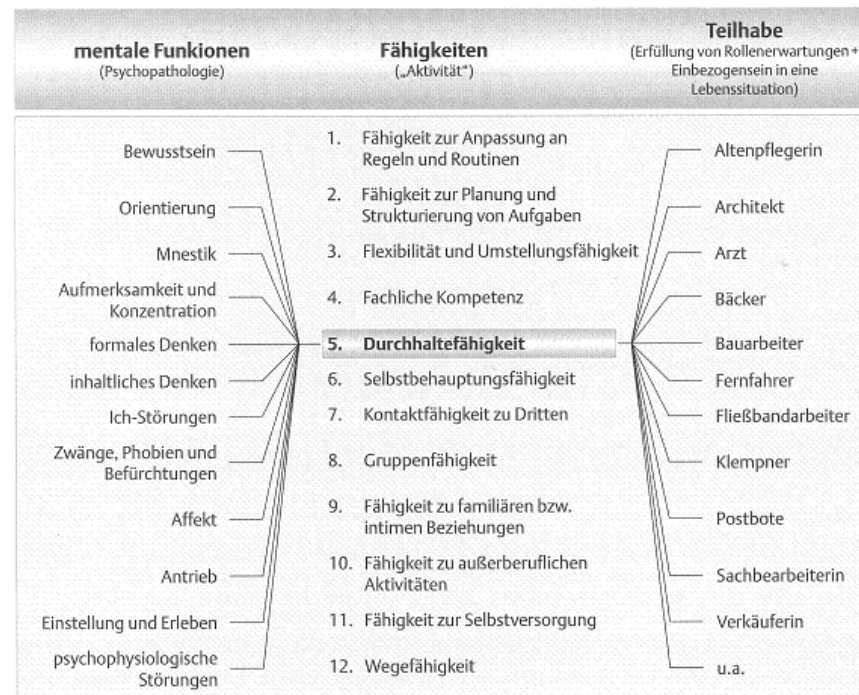 mentale Funktionen
(Psychopathologie)
Fähigkeiten
(„Aktivität“)
Teilhabe
(Erfüllung von Rollenerwartungen +
Einbezogensein in eine
Lebenssituation)
Bewusstsein
Orientierung
Mnestik
Aufmerksamkeit und
Konzentration
formales Denken
inhaltliches Denken
Ich-Störungen
Zwänge, Phobien und
Befürchtungen
Affekt
Antrieb
Einstellung und Erleben
psychophysiologische
Störungen
1. Fähigkeit zur Anpassung an
Regeln und Routinen
2. Fähigkeit zur Planung und
Strukturierung von Aufgaben
3. Flexibilität und Umstellungsfähigkeit
4. Fachliche Kompetenz
5. Durchhaltefähigkeit
6. Selbstbehauptungsfähigkeit
7. Kontaktfähigkeit zu Dritten
8. Gruppenfähigkeit
9. Fähigkeit zu familiären bzw.
intimen Beziehungen
10. Fähigkeit zu außerberuflichen
Aktivitäten
11. Fähigkeit zur Selbstversorgung
12. Wegefähigkeit
Altenpflegerin
Architekt
Arzt
Bäcker
Bauarbeiter
Fernfahrer
Fließbandarbeiter
Klempner
Postbote
Sachbearbeiterin
Verkäuferin
u.a.